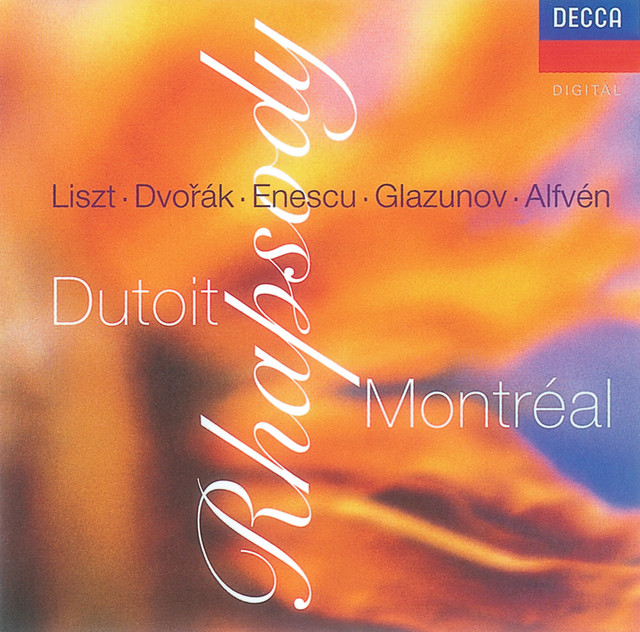 DECCA
DIGITAL
Liszt · Dvořák · Enescu · Glazunov · Alfvén
Dutoit
Montréal
Rhapsody